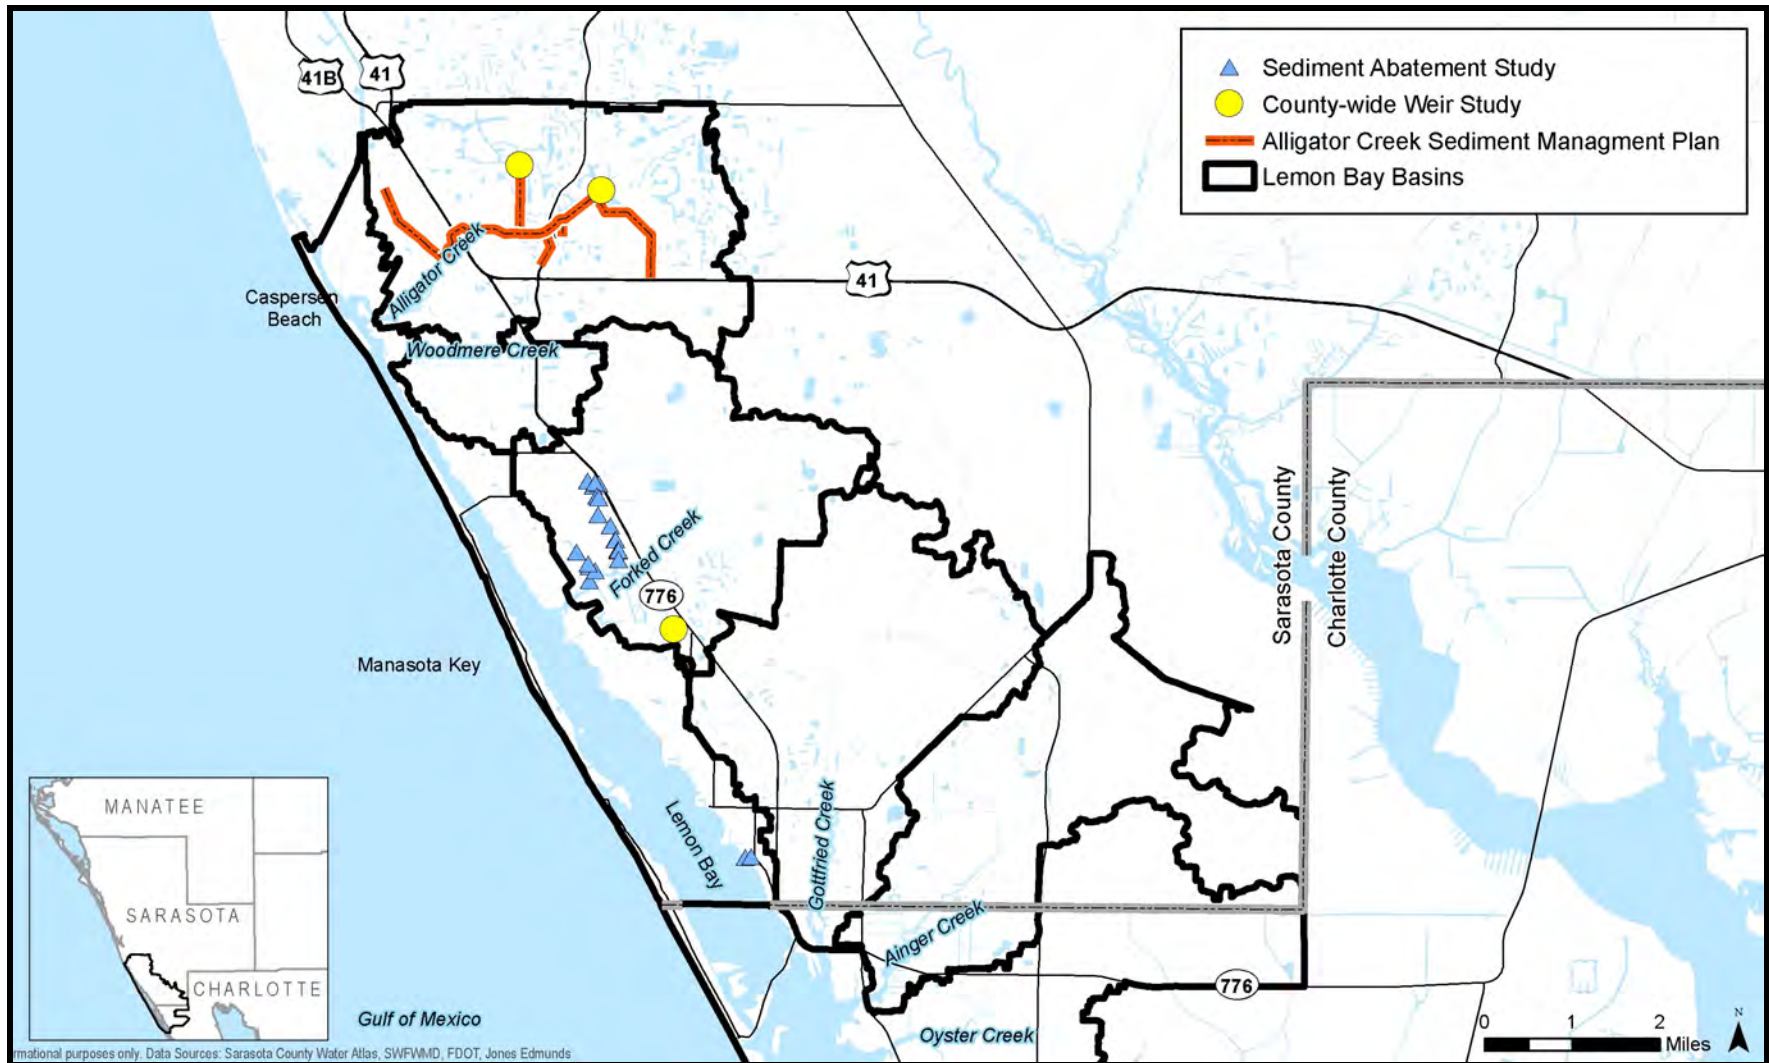 41B
41
Sediment Abatement Study
County-wide Weir Study
Alligator Creek Sediment Managment Plan
Lemon Bay Basins
Alligator Creek
41
Caspersen
Beach
Woodmere Creek
Sarasota County
Charlotte County
Forked Creek
776
Manasota Key
Lemon Bay
Gottfried Creek
Ainger Creek
776
Oyster Creek
Gulf of Mexico
MANATEE
SARASOTA
CHARLOTTE
0 1 2
Miles
N
rmational purposes only. Data Sources: Sarasota County Water Atlas, SWFWMD, FDOT, Jones Edmunds